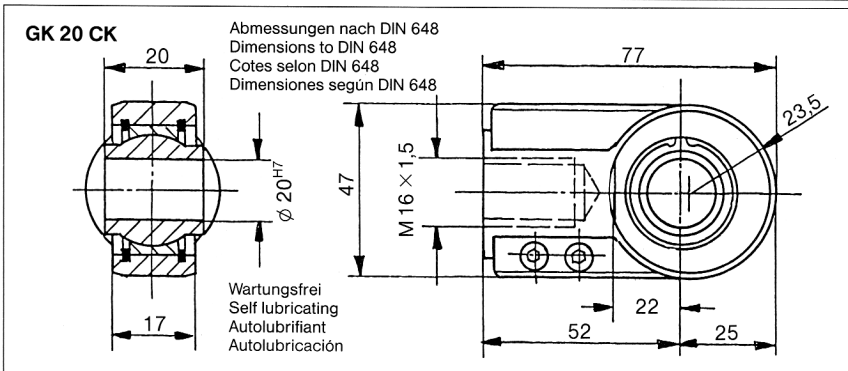 GK 20 CK
Abmessungen nach DIN 648
Dimensions to DIN 648
Cotes selon DIN 648
Dimensiones según DIN 648
20
77
23,5
Ø 20H7
47
M 16 × 1,5
Wartungsfrei
Self lubricating
Autolubrifiant
Autolubricación
17
22
52
25